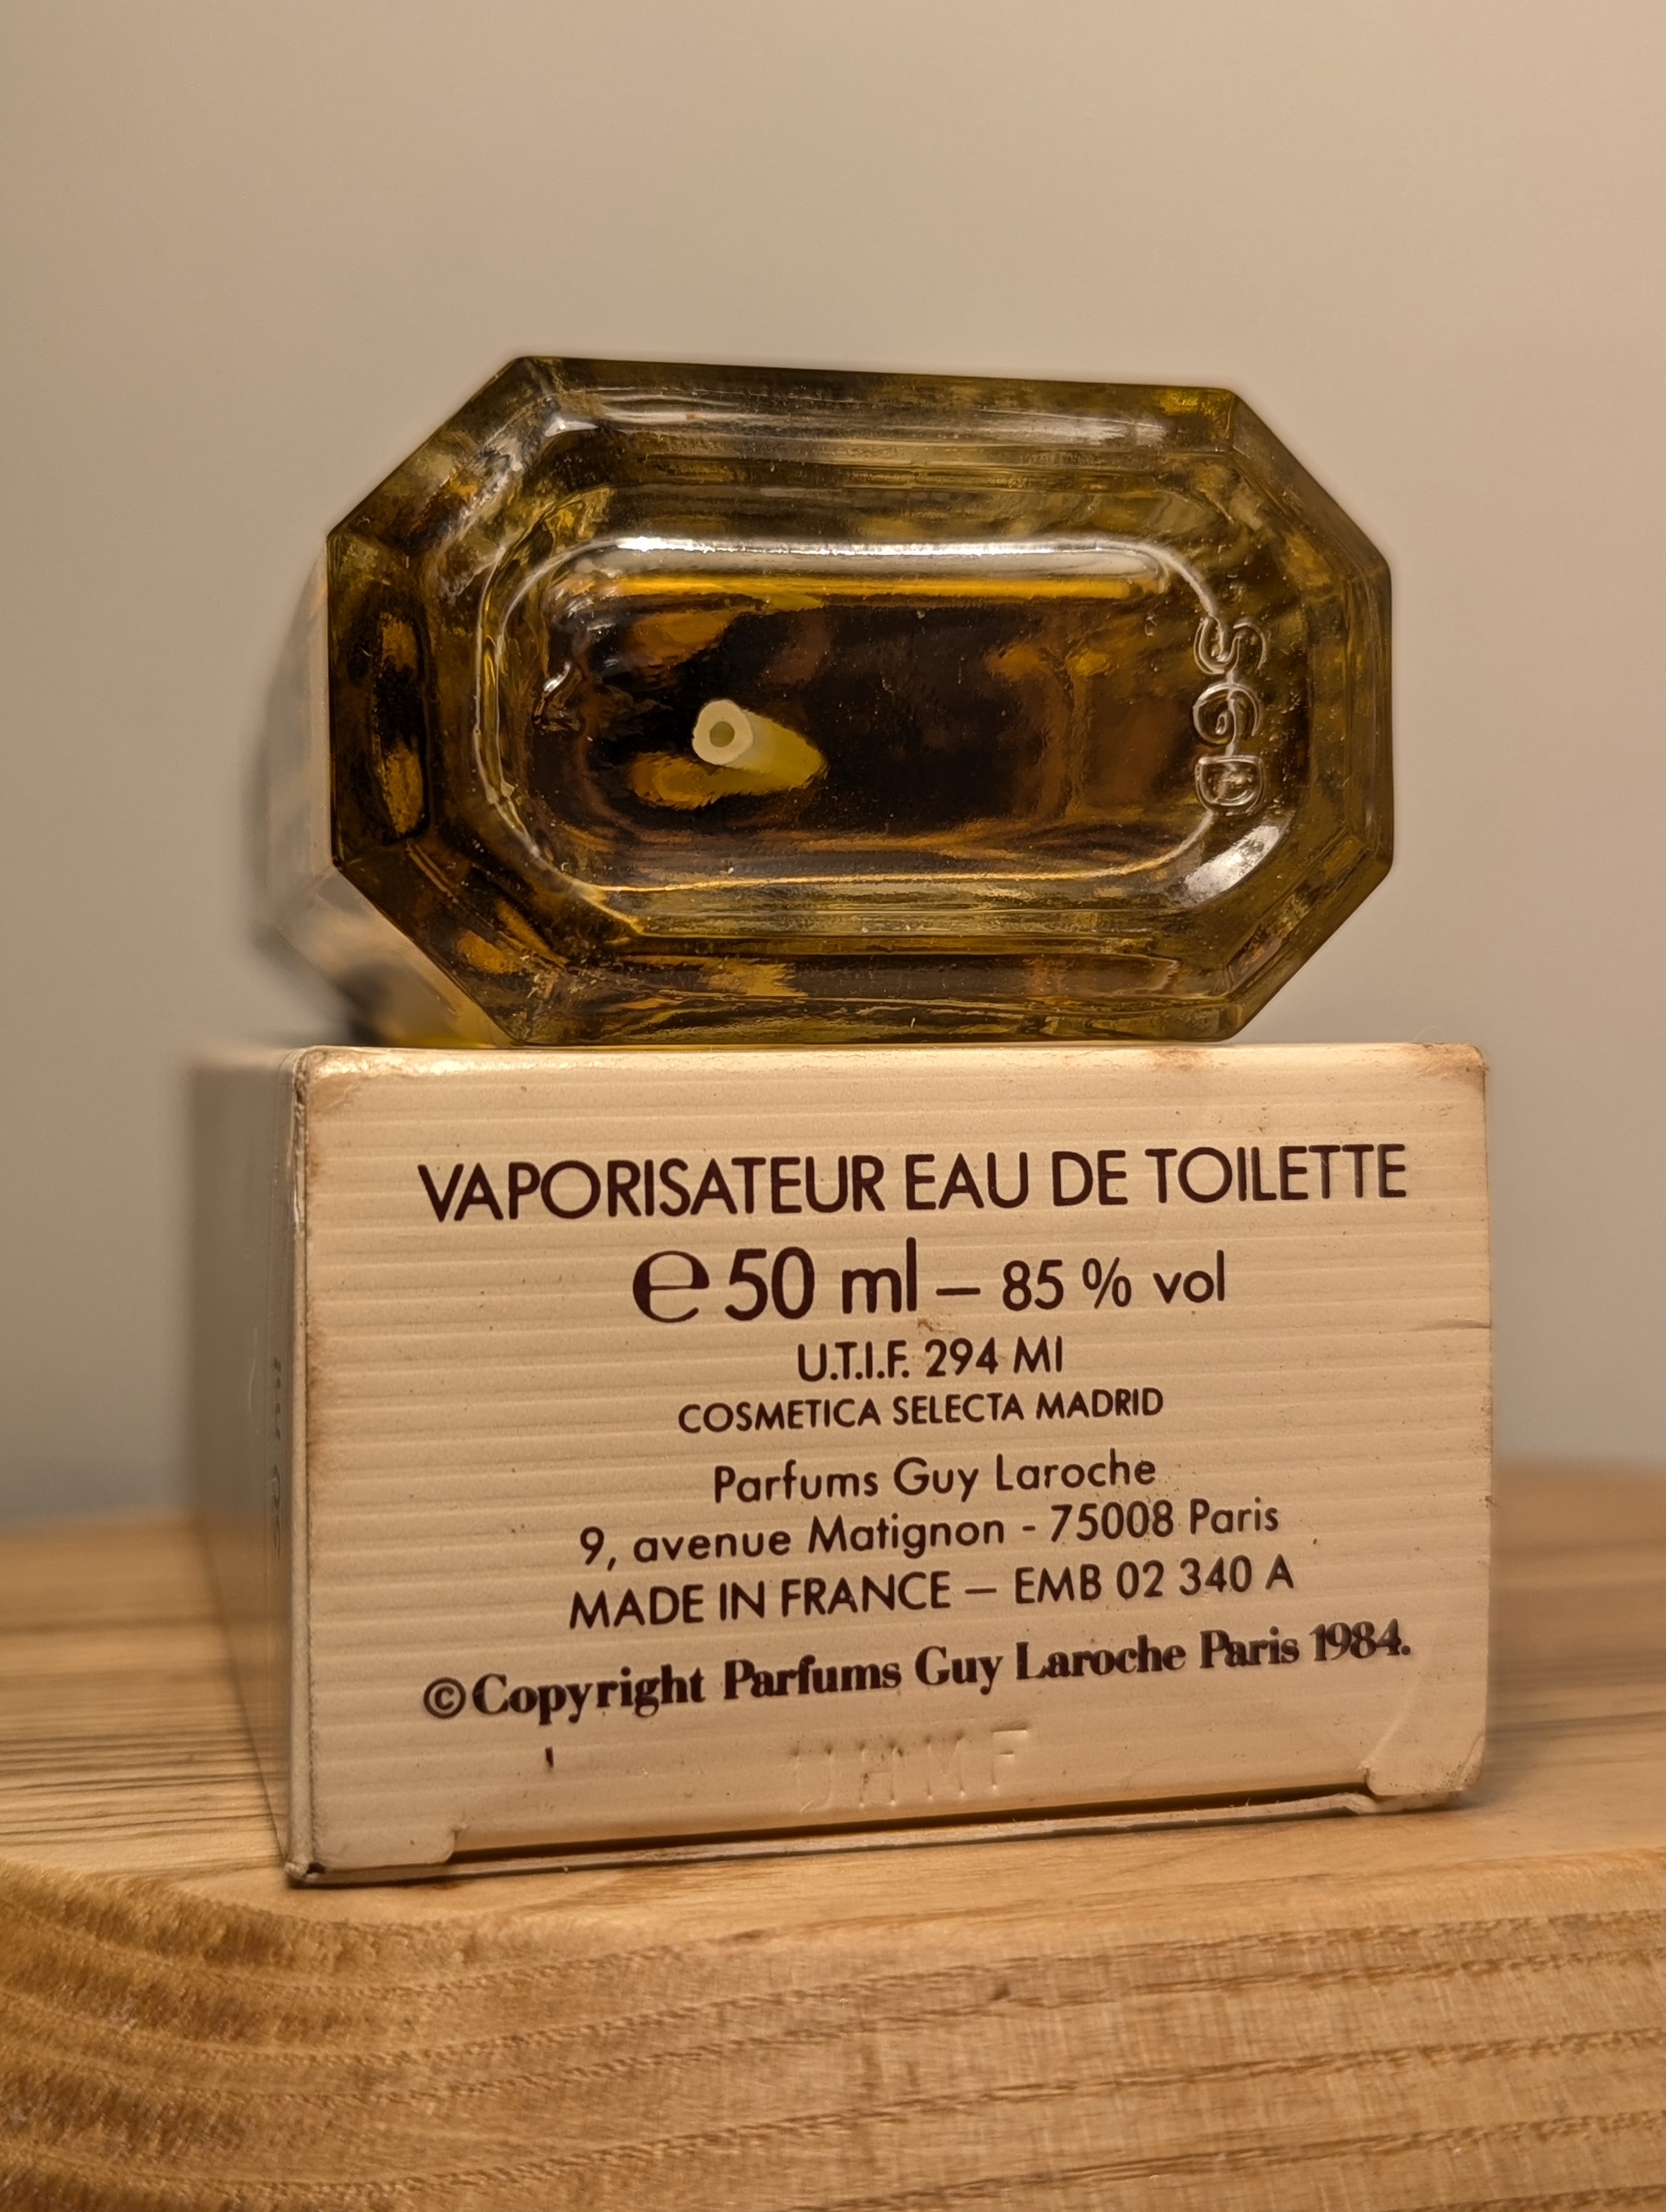 SGD
VAPORISATEUR EAU DE TOILETTE
℮ 50 ml – 85 % vol
U.T.I.F. 294 MI
COSMETICA SELECTA MADRID
Parfums Guy Laroche
9, avenue Matignon - 75008 Paris
MADE IN FRANCE – EMB 02 340 A
©Copyright Parfums Guy Laroche Paris 1984.